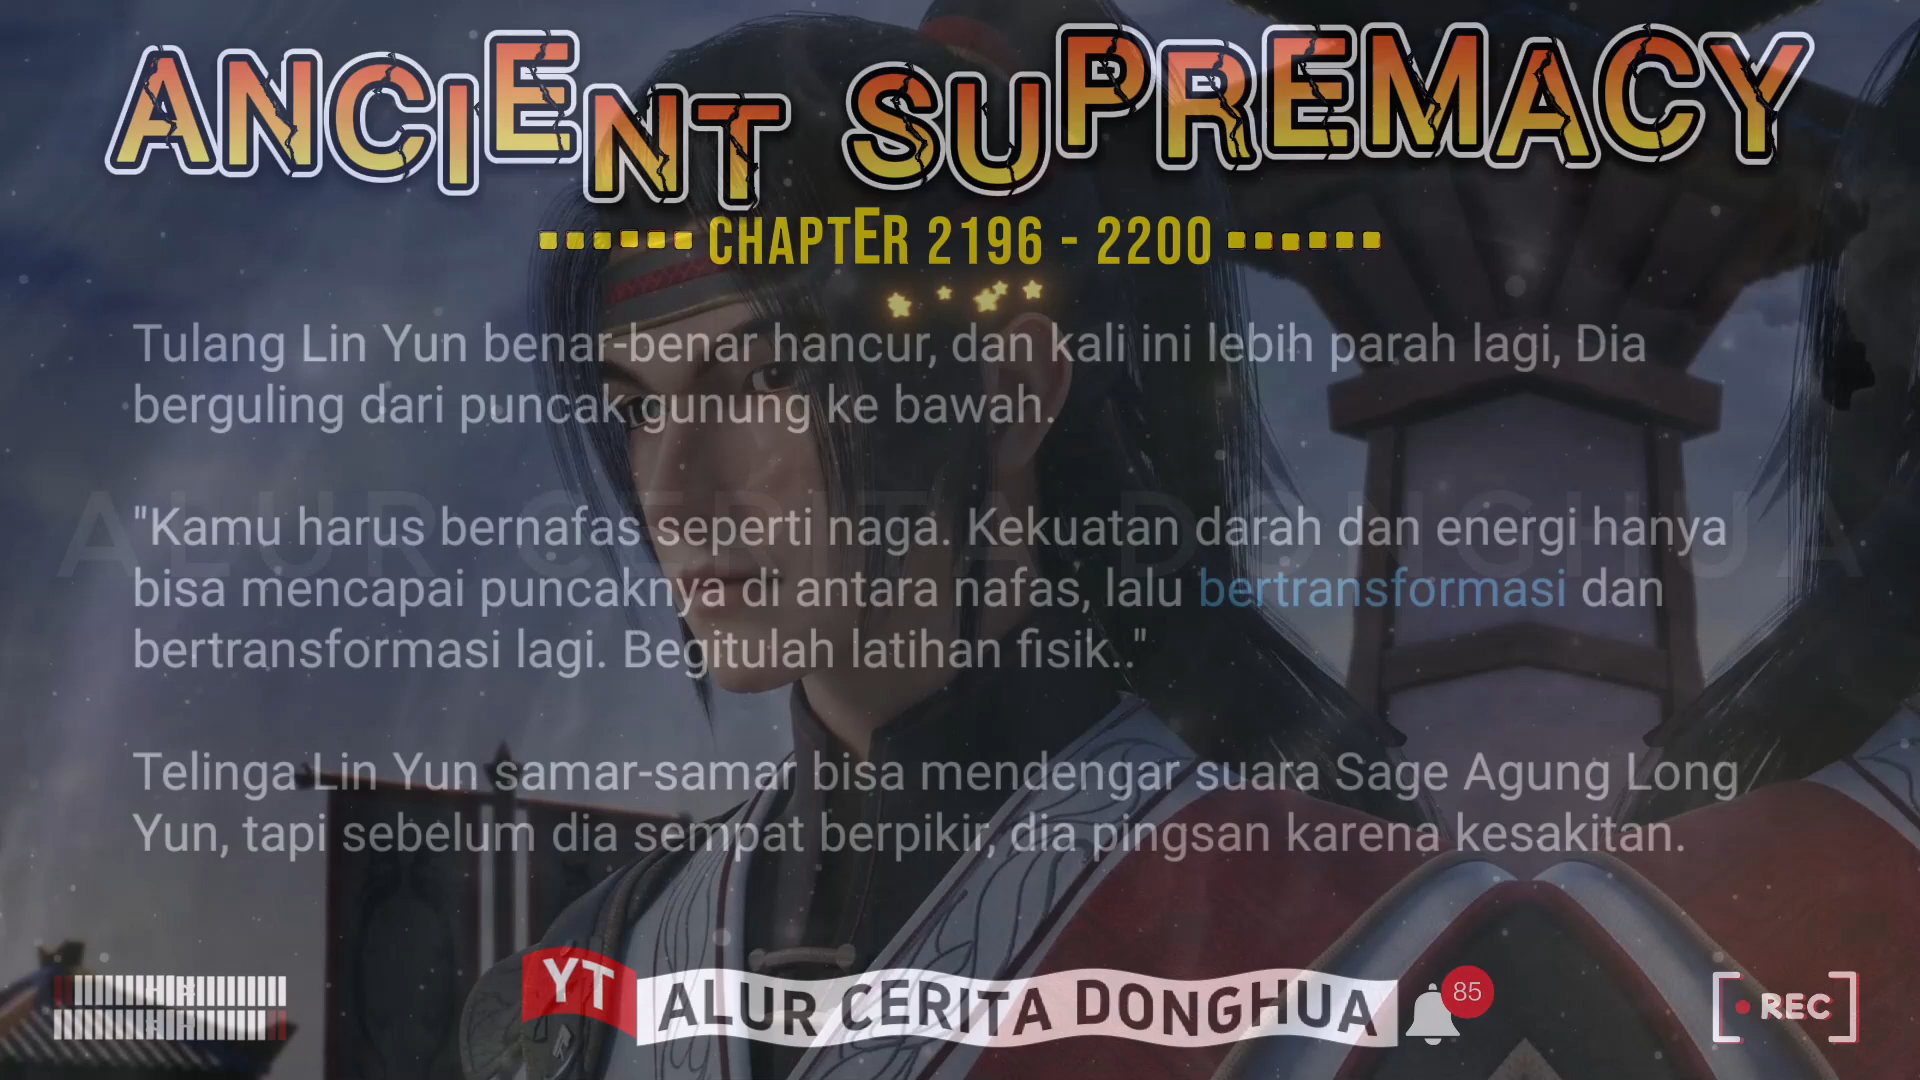 ANCIENT SUPREMACY
CHAPTER 2196 - 2200
Tulang Lin Yun benar-benar hancur, dan kali ini lebih parah lagi, Dia
berguling dari puncak gunung ke bawah.
"Kamu harus bernafas seperti naga. Kekuatan darah dan energi hanya
bisa mencapai puncaknya di antara nafas, lalu bertransformasi dan
bertransformasi lagi. Begitulah latihan fisik.."
ALUR CERITA DONGHUA
Telinga Lin Yun samar-samar bisa mendengar suara Sage Agung Long
Yun, tapi sebelum dia sempat berpikir, dia pingsan karena kesakitan.
YT ALUR CERITA DONGHUA 85
REC